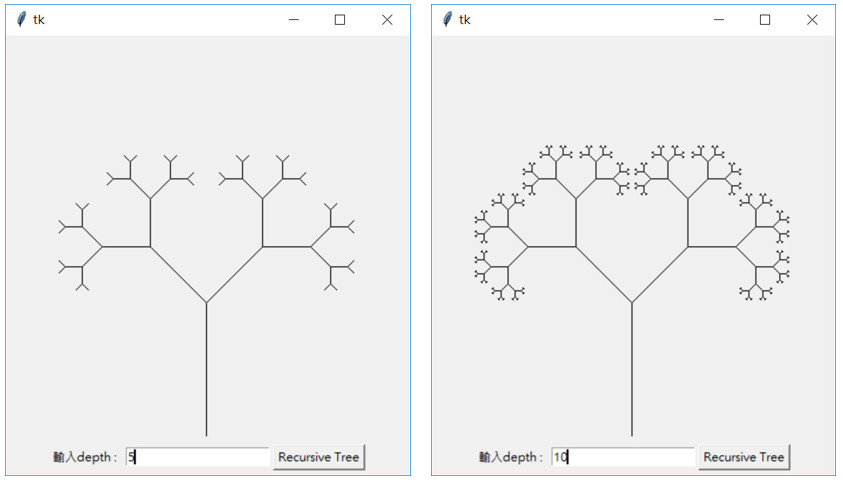 tk
輸入depth : 5 Recursive Tree
tk
輸入depth : 10 Recursive Tree